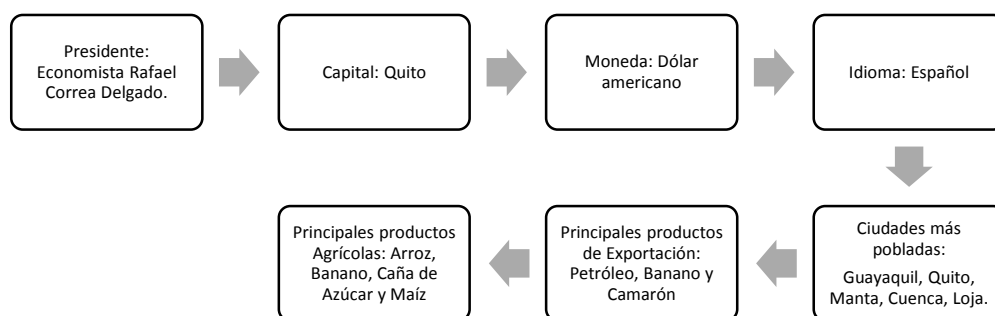 Presidente:
Economista Rafael
Correa Delgado.
Capital: Quito
Moneda: Dólar
americano
Idioma: Español
Ciudades más
pobladas:
Guayaquil, Quito,
Manta, Cuenca, Loja.
Principales productos
de Exportación:
Petróleo, Banano y
Camarón
Principales productos
Agrícolas: Arroz,
Banano, Caña de
Azúcar y Maíz